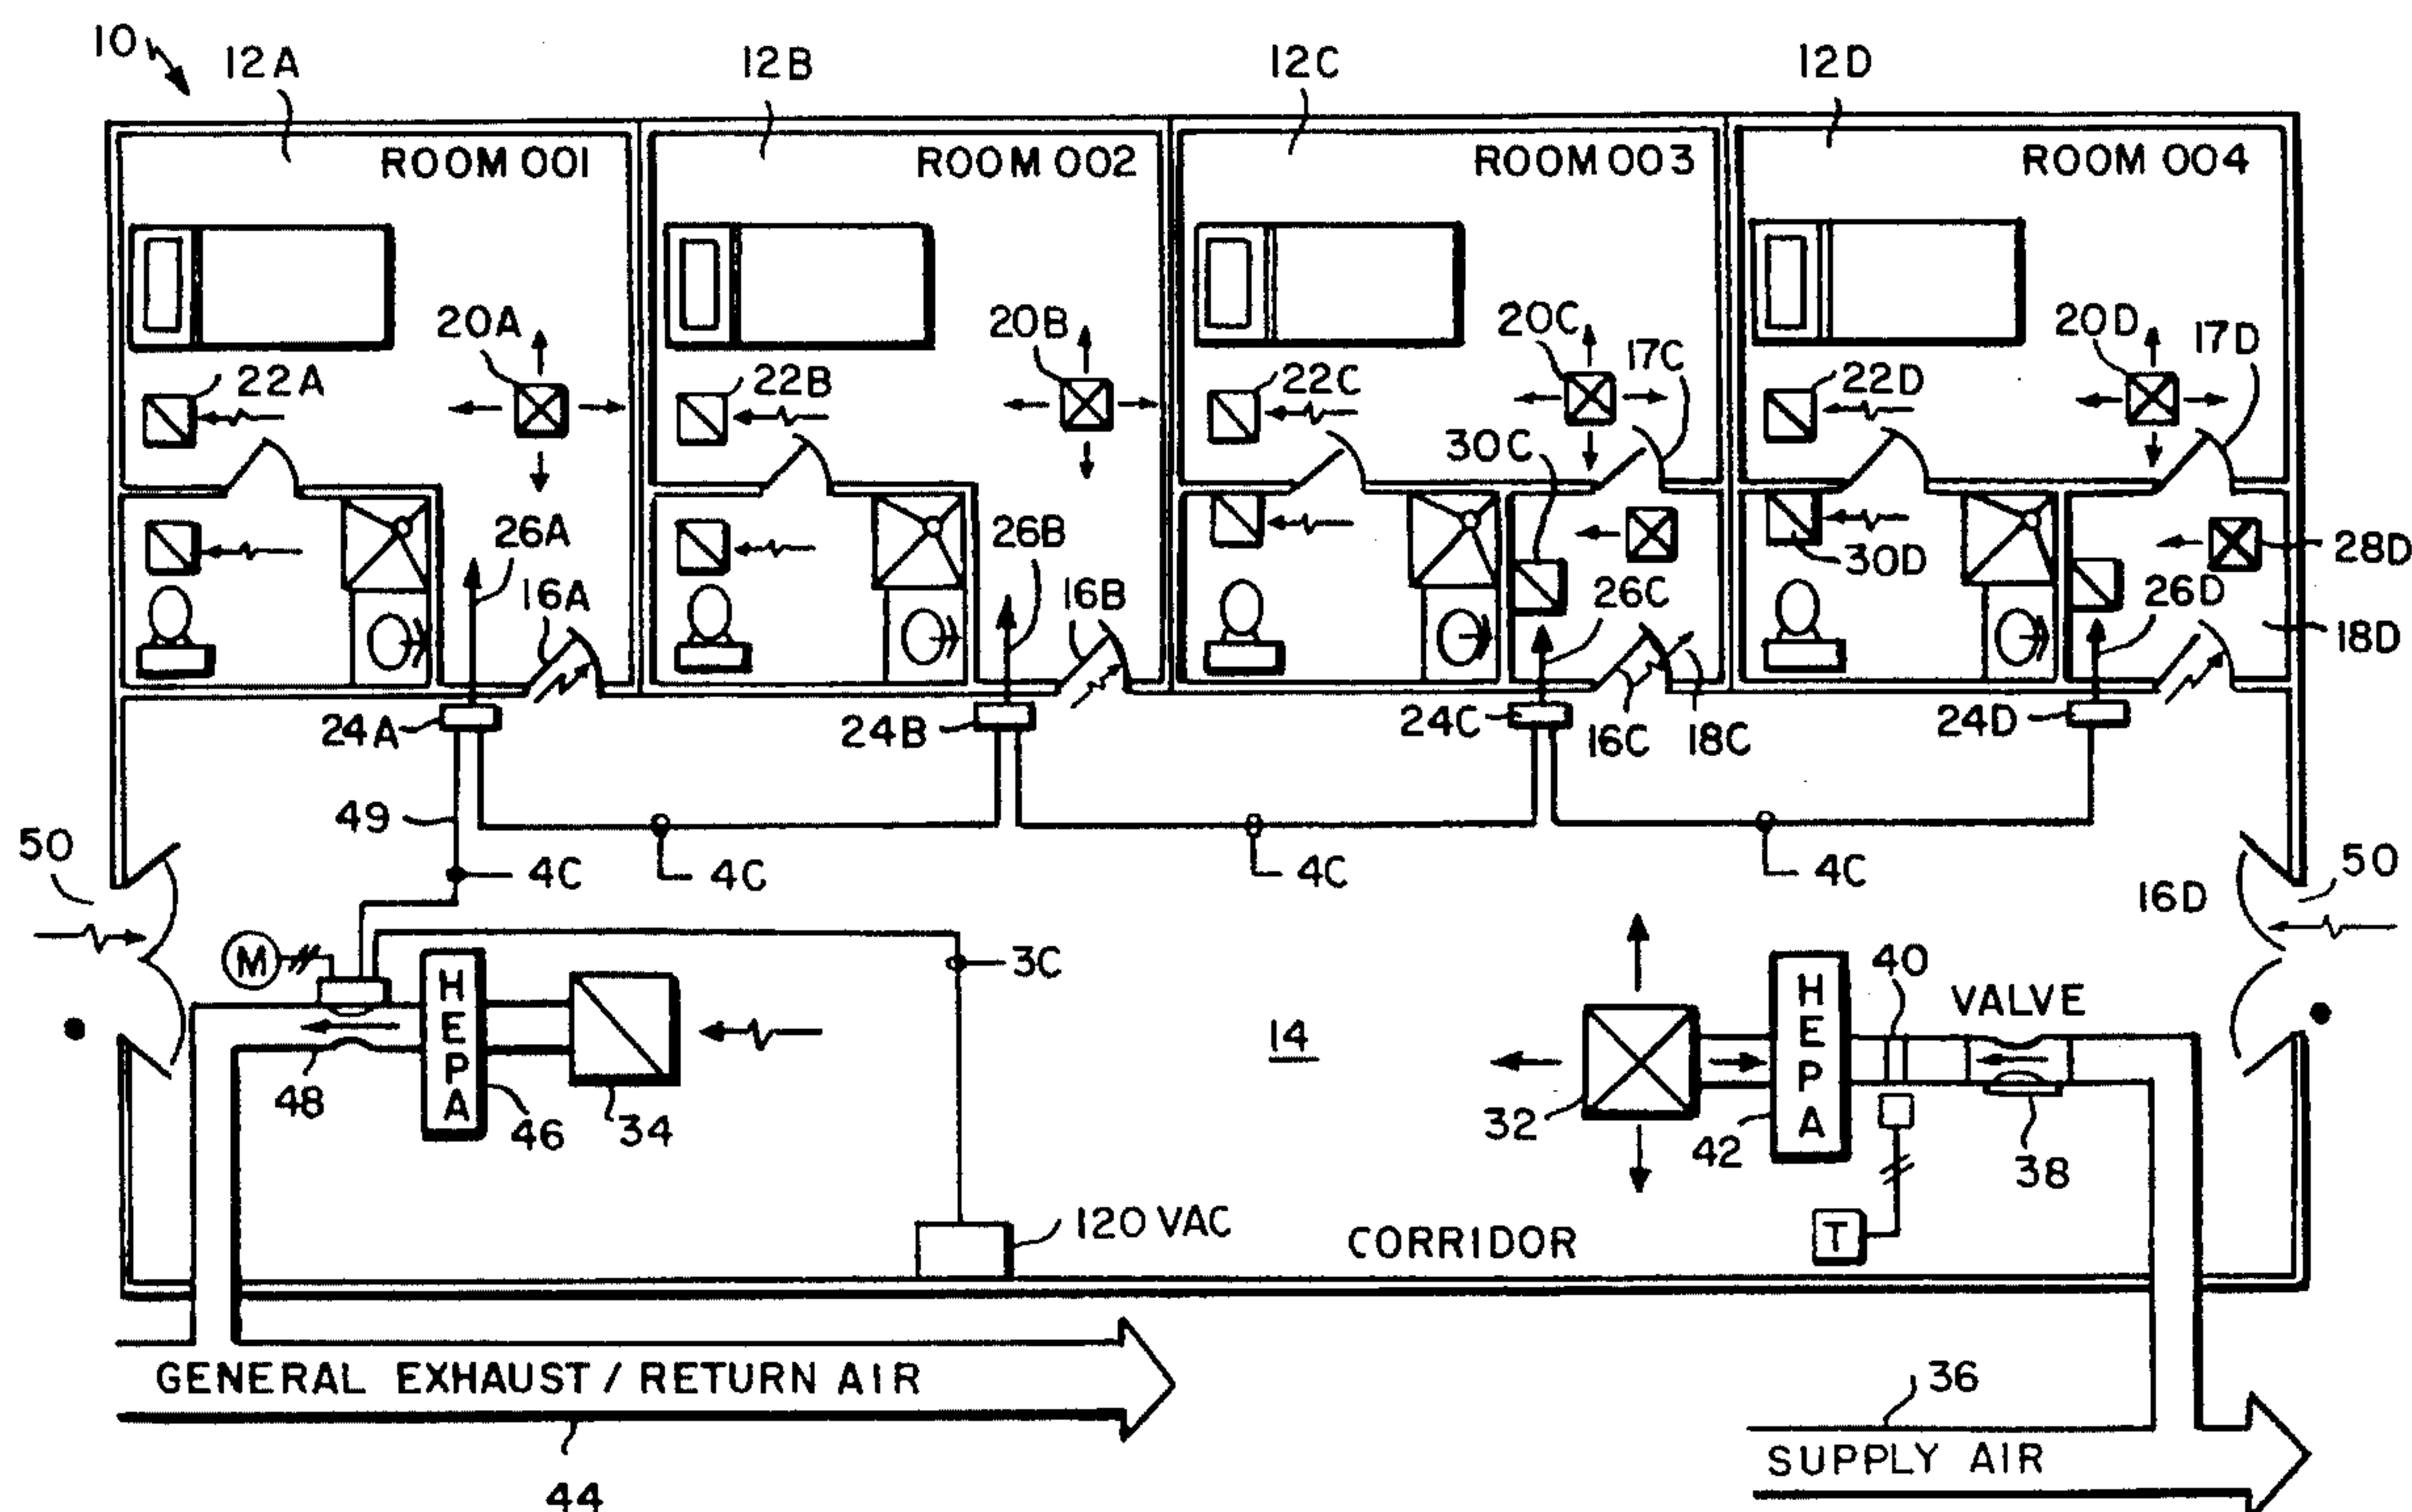 10
12A 12B 12C 12D
ROOM 001 ROOM 002 ROOM 003 ROOM 004
20A 20B 20C 17C 20D 17D
22A 22B 22C 22D
30C
26A 26B 28D
30D
16A 16B 26C 26D
18D
24A 24B 24C 16C 18C 24D
49
50 4C 4C 4C 4C 50
16D
M 3C 40 VALVE
HEPA HEPA
14
48 46 34 32 42 38
120 VAC CORRIDOR T
GENERAL EXHAUST / RETURN AIR 36
SUPPLY AIR
44